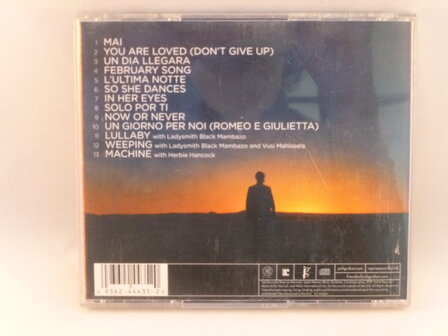 1 MAI
2 YOU ARE LOVED (DON'T GIVE UP)
3 UN DIA LLEGARA
4 FEBRUARY SONG
5 L'ULTIMA NOTTE
6 SO SHE DANCES
7 IN HER EYES
8 SOLO POR TI
9 NOW OR NEVER
10 UN GIORNO PER NOI (ROMEO E GIULIETTA)
11 LULLABY with Ladysmith Black Mambazo
12 WEEPING with Ladysmith Black Mambazo and Vusi Mahlasela
13 MACHINE with Herbie Hancock
9362-44435-2